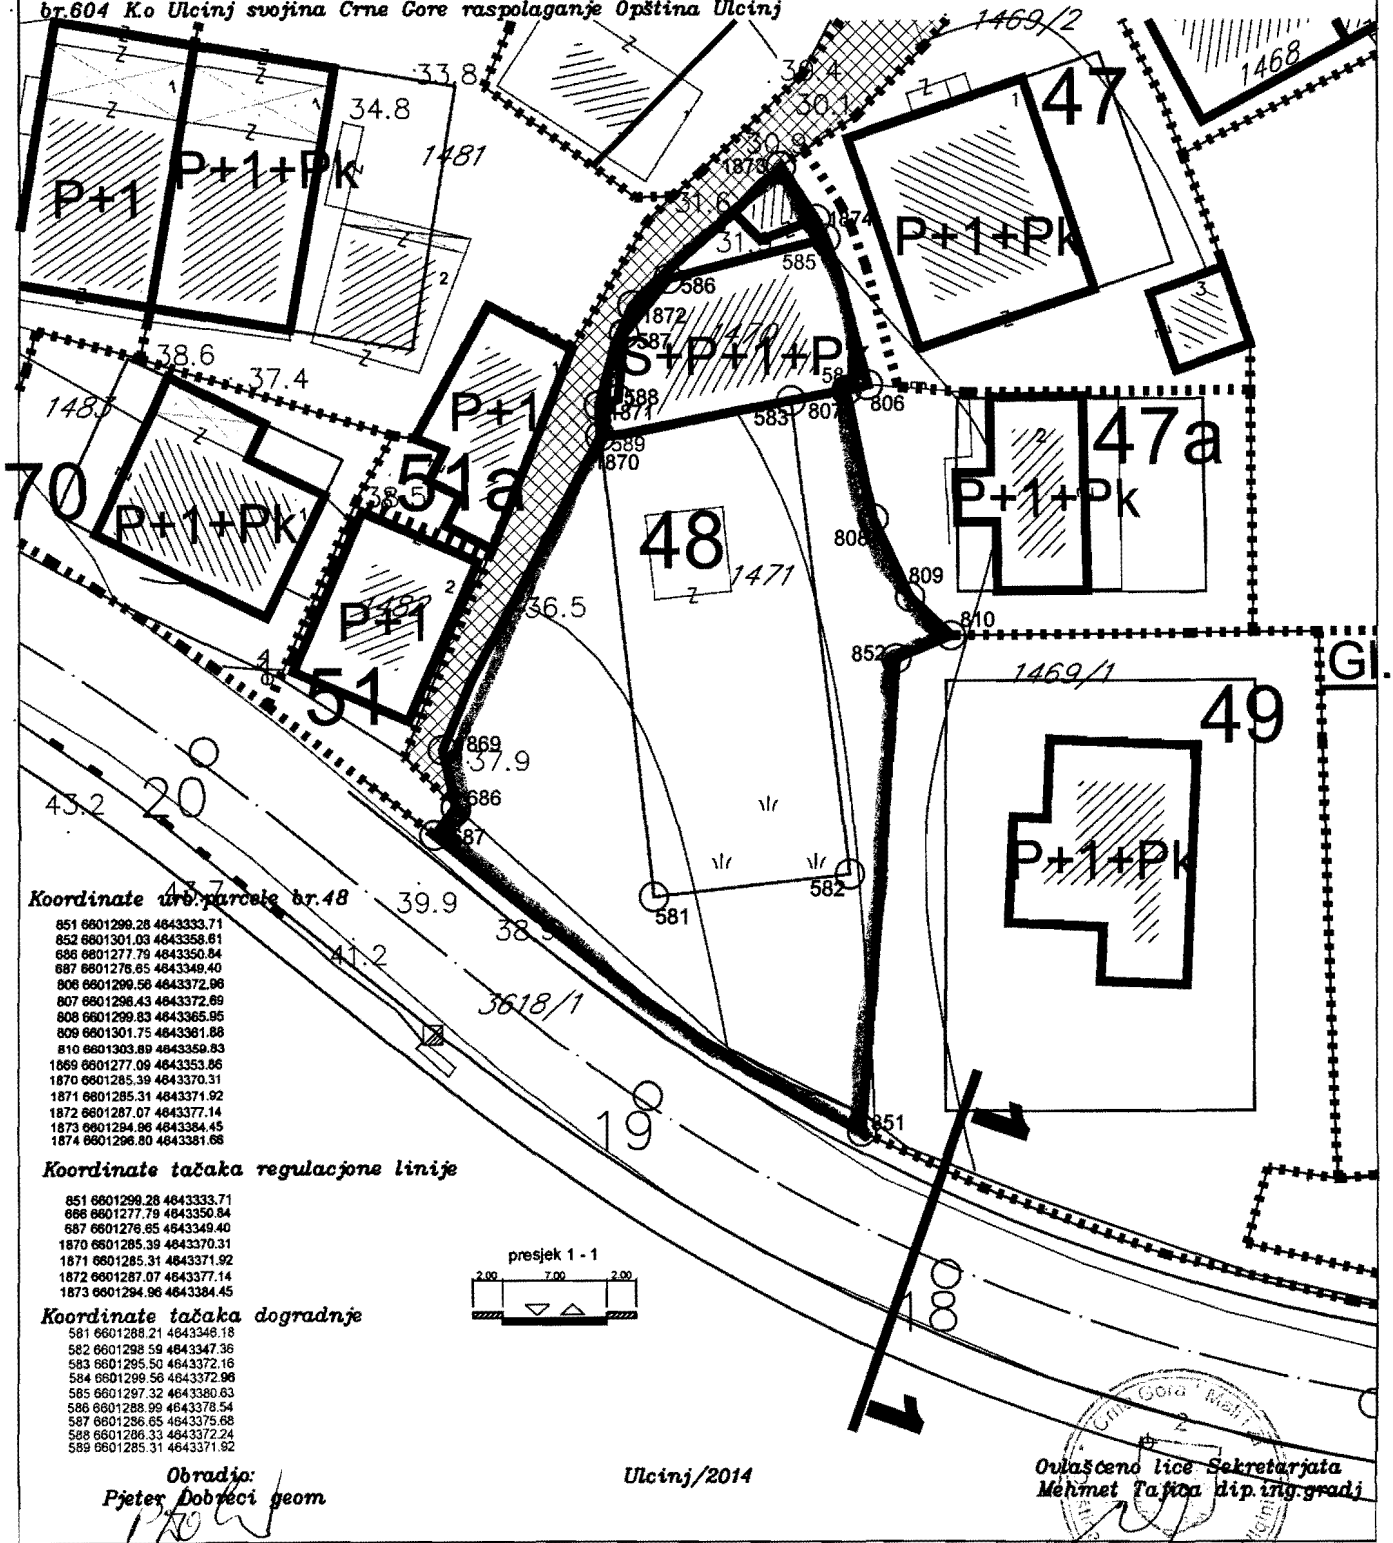 br.604 K.o Ulcinj svojina Crne Gore raspolaganje Opština Ulcinj
1469/2
1468
33.8
34.8
30.4
30.1
30.9
47
1481
P+1
P+1+Pk
1873
31.6
1874
P+1+Pk
585
586
1872
587
1470
S+P+1+P
38.6
37.4
1483
588
1871
583
807
806
589
1870
P+1
51a
38.5
47a
P+1+Pk
70
P+1+Pk
48
1471
808
809
810
36.5
P+1
1482
51
852
1469/1
Gl.
49
869
37.9
686
687
20
43.2
P+1+Pk
43.7
39.9
41.2
582
581
3618/1
Koordinate urb.parcele br.48
851 6601299.28 4643333.71
852 6601301.03 4643358.61
686 6601277.79 4643350.84
687 6601276.65 4643349.40
806 6601299.56 4643372.96
807 6601298.43 4643372.69
808 6601299.83 4643365.95
809 6601301.75 4643361.88
810 6601303.89 4643359.83
1869 6601277.09 4643353.86
1870 6601285.39 4643370.31
1871 6601285.31 4643371.92
1872 6601287.07 4643377.14
1873 6601294.96 4643384.45
1874 6601296.80 4643381.66
19
851
1
Koordinate tačaka regulacjone linije
851 6601299.28 4643333.71
686 6601277.79 4643350.84
687 6601276.65 4643349.40
1870 6601285.39 4643370.31
1871 6601285.31 4643371.92
1872 6601287.07 4643377.14
1873 6601294.96 4643384.45
presjek 1 - 1
2.00 7.00 2.00
18
1
Koordinate tačaka dogradnje
581 6601288.21 4643346.18
582 6601298.59 4643347.36
583 6601295.50 4643372.16
584 6601299.56 4643372.96
585 6601297.32 4643380.63
586 6601288.99 4643378.54
587 6601286.65 4643375.68
588 6601286.33 4643372.24
589 6601285.31 4643371.92
Obradio:
Pjeter Dobreci geom
Ulcinj/2014
Crna Gora
Ovlašćeno lice Sekretarjata
Mehmet Tafica dip.ing.gradj